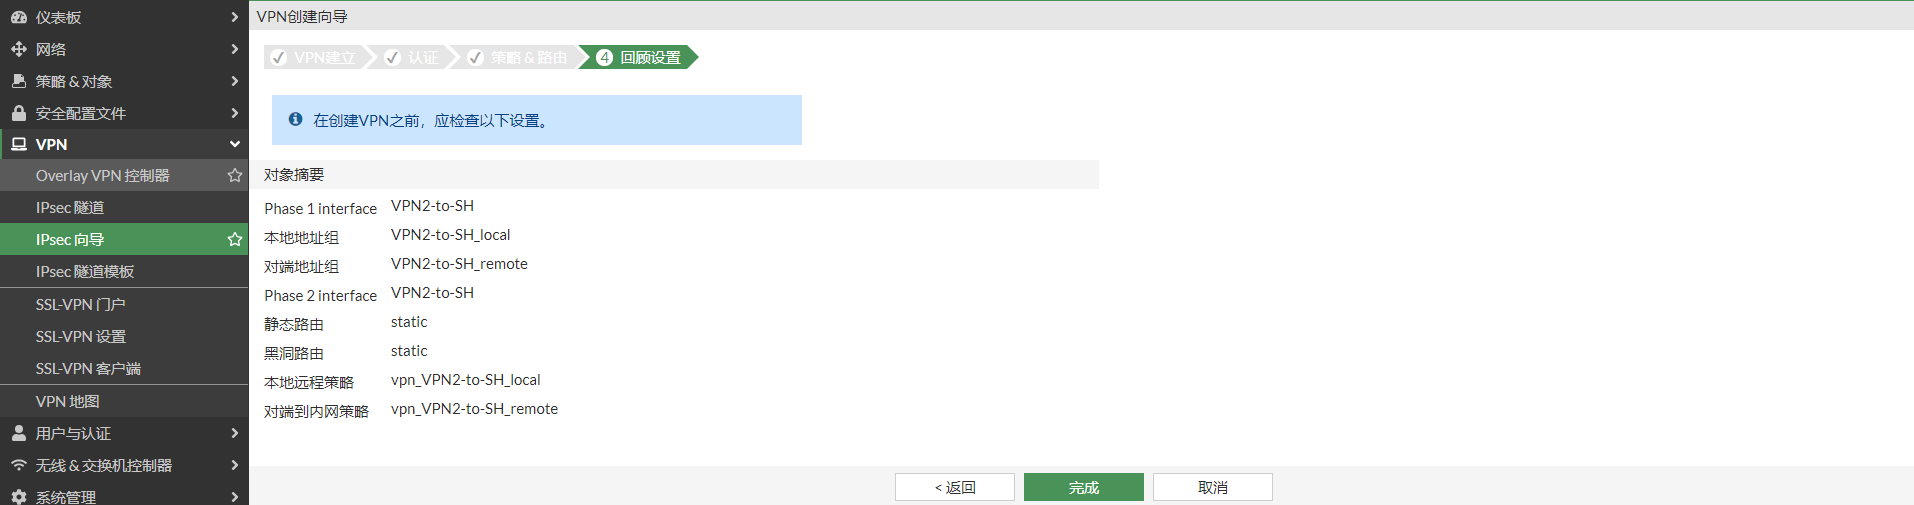 仪表板
网络
策略 & 对象
安全配置文件
VPN
Overlay VPN 控制器
IPsec 隧道
IPsec 向导
IPsec 隧道模板
SSL-VPN 门户
SSL-VPN 设置
SSL-VPN 客户端
VPN 地图
用户与认证
无线 & 交换机控制器
系统管理
VPN创建向导
VPN建立 认证 策略 & 路由 4 回顾设置
在创建VPN之前，应检查以下设置。
对象摘要
Phase 1 interface VPN2-to-SH
本地地址组 VPN2-to-SH_local
对端地址组 VPN2-to-SH_remote
Phase 2 interface VPN2-to-SH
静态路由 static
黑洞路由 static
本地远程策略 vpn_VPN2-to-SH_local
对端到内网策略 vpn_VPN2-to-SH_remote
< 返回 完成 取消